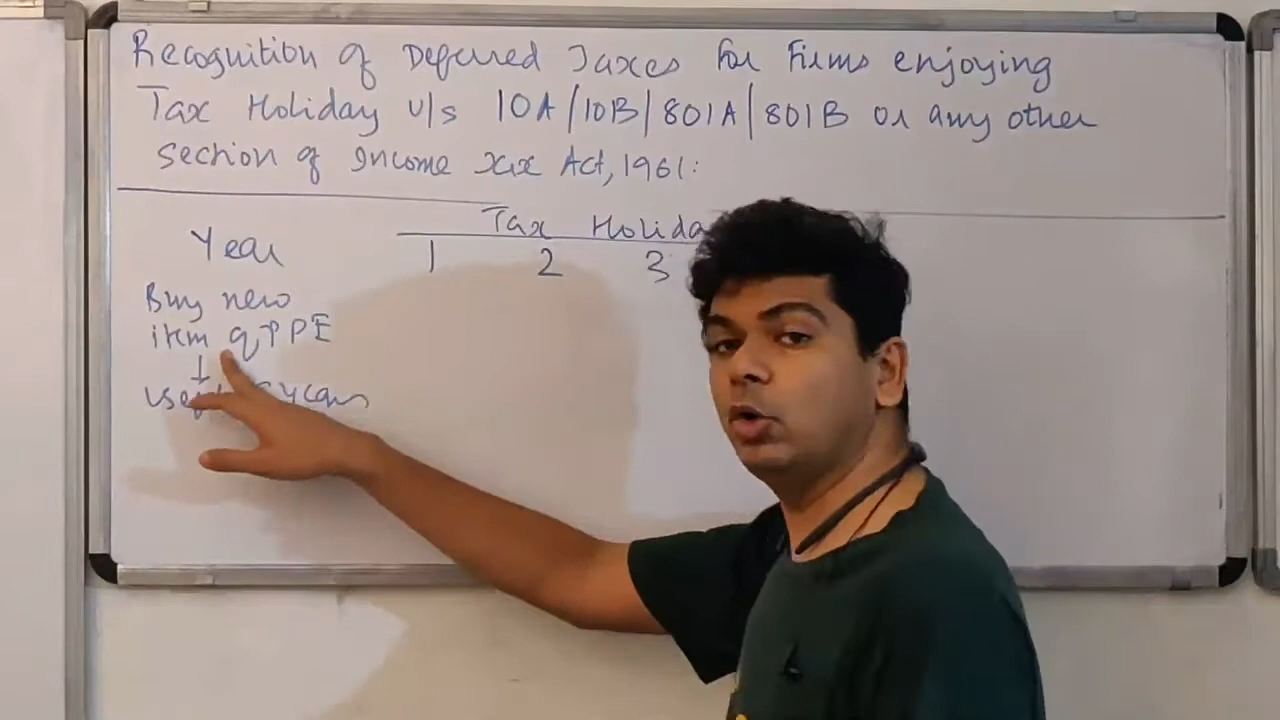 Recognition of Deferred Taxes for Firms enjoying
Tax Holiday u/s 10A/10B/80IA/80IB or any other
section of Income Tax Act, 1961:
Tax Holida
Year 1 2 3
Buy new
item of PPE
↓
years